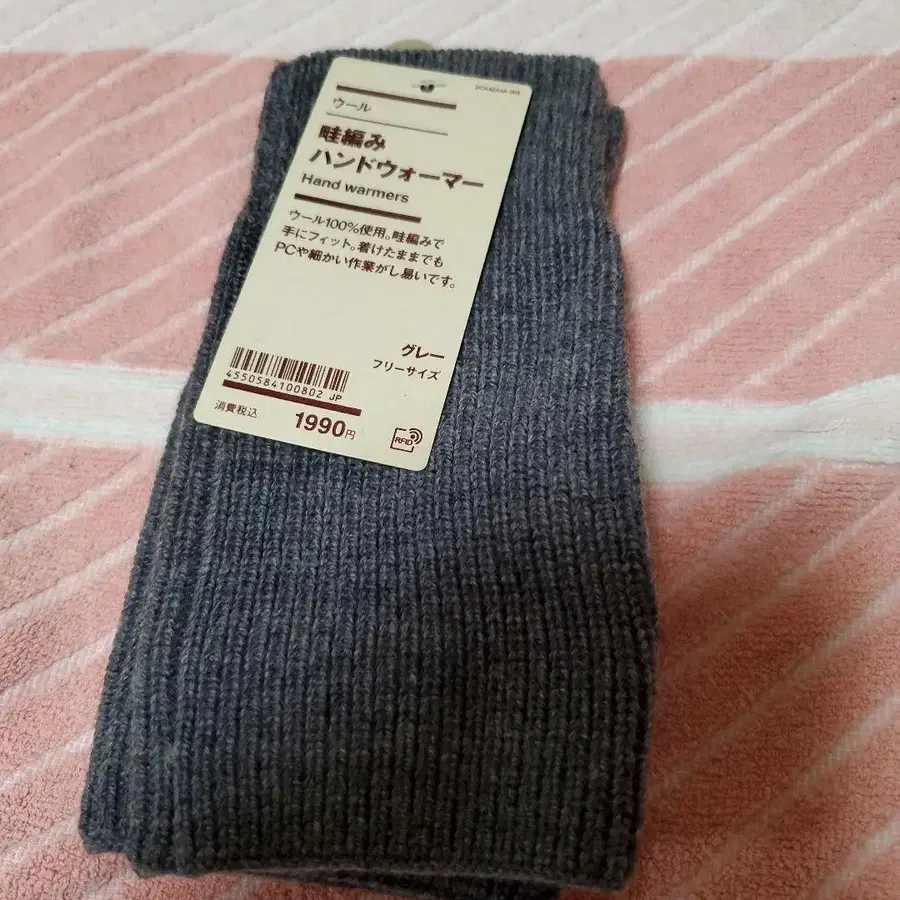 ウール
畦編み
ハンドウォーマー
Hand warmers
ウール100%使用。畦編みで
手にフィット。着けたままでも
PCや細かい作業がし易いです。
グレー
フリーサイズ
4550584100802 JP
消費税込 1990円
RFID